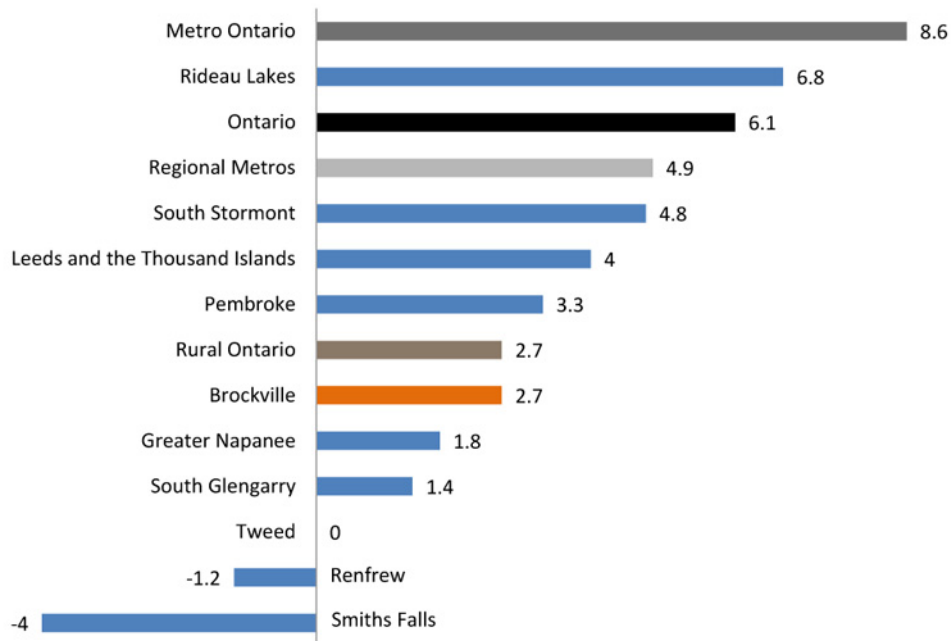 Metro Ontario 8.6
Rideau Lakes 6.8
Ontario 6.1
Regional Metros 4.9
South Stormont 4.8
Leeds and the Thousand Islands 4
Pembroke 3.3
Rural Ontario 2.7
Brockville 2.7
Greater Napanee 1.8
South Glengarry 1.4
Tweed 0
-1.2 Renfrew
-4 Smiths Falls